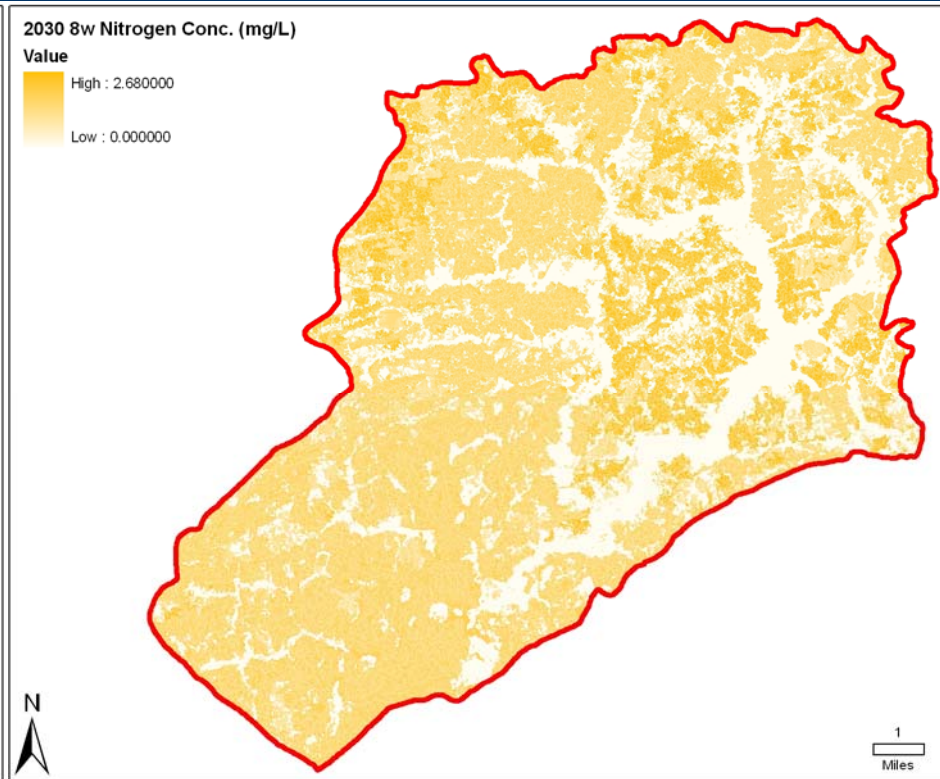 2030 8w Nitrogen Conc. (mg/L)
Value
High : 2.680000
Low : 0.000000
N
1
Miles